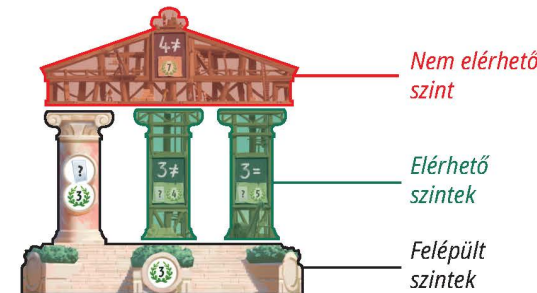 4≠
7
Nem elérhető
szint
?
3
3≠
? 4
3=
? 5
Elérhető
szintek
3
Felépült
szintek